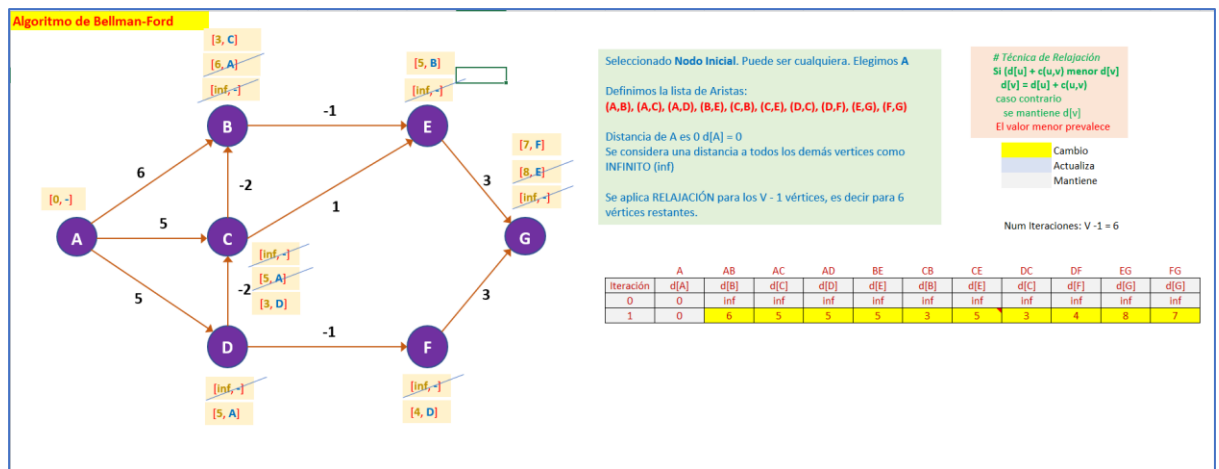 Algoritmo de Bellman-Ford
[3, C]
[6, A]
[inf, -]
[5, B]
[inf, -]
-1
B
E
[7, F]
[8, E]
[inf, -]
6
-2
1
3
[0, -]
A
5
C
G
[inf, -]
[5, A]
[3, D]
5
-2
3
-1
D
F
[inf, -]
[5, A]
[inf, -]
[4, D]
Seleccionado Nodo Inicial. Puede ser cualquiera. Elegimos A
Definimos la lista de Aristas:
(A,B), (A,C), (A,D), (B,E), (C,B), (C,E), (D,C), (D,F), (E,G), (F,G)
Distancia de A es 0 d[A] = 0
Se considera una distancia a todos los demás vertices como
INFINITO (inf)
Se aplica RELAJACIÓN para los V - 1 vértices, es decir para 6
vértices restantes.
# Técnica de Relajación
Si (d[u] + c(u,v) menor d[v]
d[v] = d[u] + c(u,v)
caso contrario
se mantiene d[v]
El valor menor prevalece
Cambio
Actualiza
Mantiene
Num Iteraciones: V -1 = 6
A AB AC AD BE CB CE DC DF EG FG
Iteración d[A] d[B] d[C] d[D] d[E] d[B] d[E] d[C] d[F] d[G] d[G]
0 0 inf inf inf inf inf inf inf inf inf inf
1 0 6 5 5 5 3 5 3 4 8 7